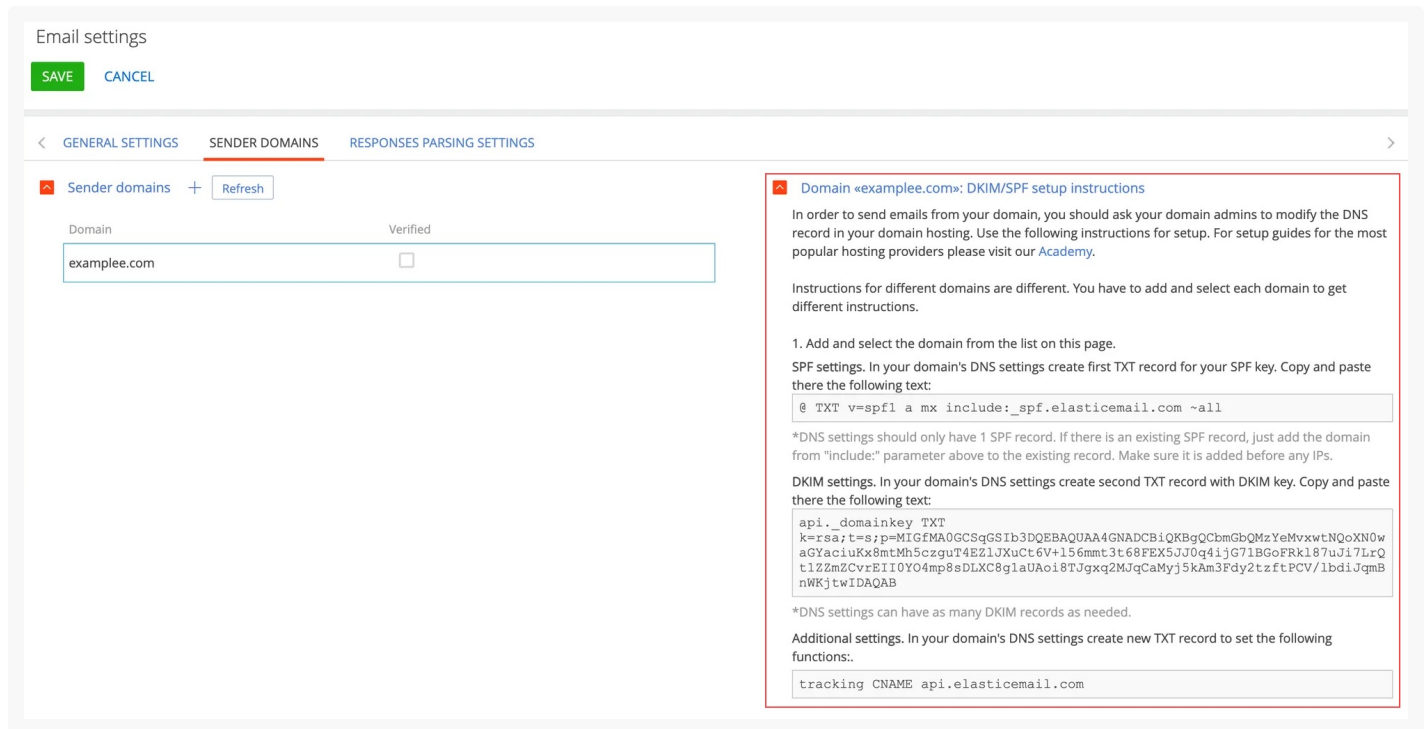 Email settings
SAVE CANCEL
GENERAL SETTINGS SENDER DOMAINS RESPONSES PARSING SETTINGS
Sender domains + Refresh
Domain Verified
examplee.com
Domain «examplee.com»: DKIM/SPF setup instructions
In order to send emails from your domain, you should ask your domain admins to modify the DNS
record in your domain hosting. Use the following instructions for setup. For setup guides for the most
popular hosting providers please visit our Academy.
Instructions for different domains are different. You have to add and select each domain to get
different instructions.
1. Add and select the domain from the list on this page.
SPF settings. In your domain's DNS settings create first TXT record for your SPF key. Copy and paste
there the following text:
@ TXT v=spf1 a mx include:_spf.elasticemail.com ~all
*DNS settings should only have 1 SPF record. If there is an existing SPF record, just add the domain
from "include:" parameter above to the existing record. Make sure it is added before any IPs.
DKIM settings. In your domain's DNS settings create second TXT record with DKIM key. Copy and paste
there the following text:
api._domainkey TXT
k=rsa;t=s;p=MIGfMA0GCSqGSIb3DQEBAQUAA4GNADCBiQKBgQCbmGbQMzYeMvxwtNQoXN0w
aGYaciuKx8mtMh5czguT4EZlJXuCt6V+l56mmt3t68FEX5JJ0q4ijG71BGoFRkl87uJi7LrQ
t1ZZmZCvrEII0YO4mp8sDLXC8g1aUAoi8TJgxq2MJqCaMyj5kAm3Fdy2tzftPCV/lbdiJqmB
nWKjtwIDAQAB
*DNS settings can have as many DKIM records as needed.
Additional settings. In your domain's DNS settings create new TXT record to set the following
functions:.
tracking CNAME api.elasticemail.com